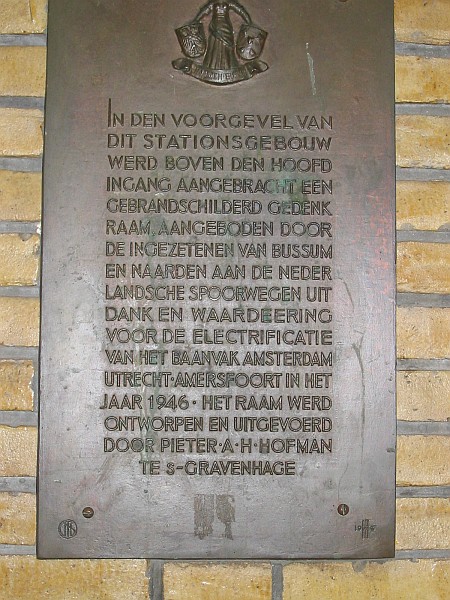 IN DEN VOORGEVEL VAN
DIT STATIONSGEBOUW
WERD BOVEN DEN HOOFD
INGANG AANGEBRACHT EEN
GEBRANDSCHILDERD GEDENK
RAAM, AANGEBODEN DOOR
DE INGEZETENEN VAN BUSSUM
EN NAARDEN AAN DE NEDER
LANDSCHE SPOORWEGEN UIT
DANK EN WAARDEERING
VOOR DE ELECTRIFICATIE
VAN HET BAANVAK AMSTERDAM
UTRECHT·AMERSFOORT IN HET
JAAR 1946· HET RAAM WERD
ONTWORPEN EN UITGEVOERD
DOOR PIETER·A·H·HOFMAN
TE S-GRAVENHAGE